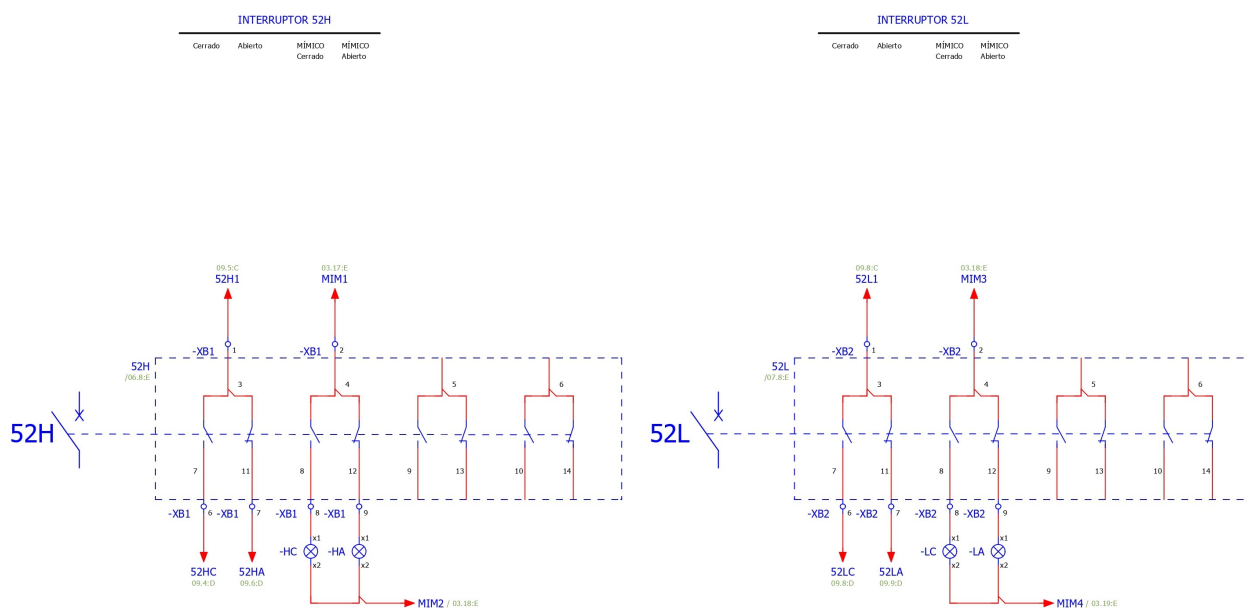 INTERRUPTOR 52H
INTERRUPTOR 52L
Cerrado Abierto MÍMICO Cerrado MÍMICO Abierto
Cerrado Abierto MÍMICO Cerrado MÍMICO Abierto
09.5:C 03.17:E 09.8:C 03.18:E
52H1 MIM1 52L1 MIM3
-XB1 1 -XB1 2 -XB2 1 -XB2 2
52H 52L
/06.8:E /07.8:E
3 4 5 6 3 4 5 6
52H 52L
7 11 8 12 9 13 10 14 7 11 8 12 9 13 10 14
-XB1 6 -XB1 7 -XB1 8 -XB1 9 -XB2 6 -XB2 7 -XB2 8 -XB2 9
x1 x1 x1 x1
-HC -HA -LC -LA
x2 x2 x2 x2
52HC 52HA 52LC 52LA
09.4:D 09.6:D 09.8:D 09.9:D
MIM2 / 03.18:E MIM4 / 03.19:E